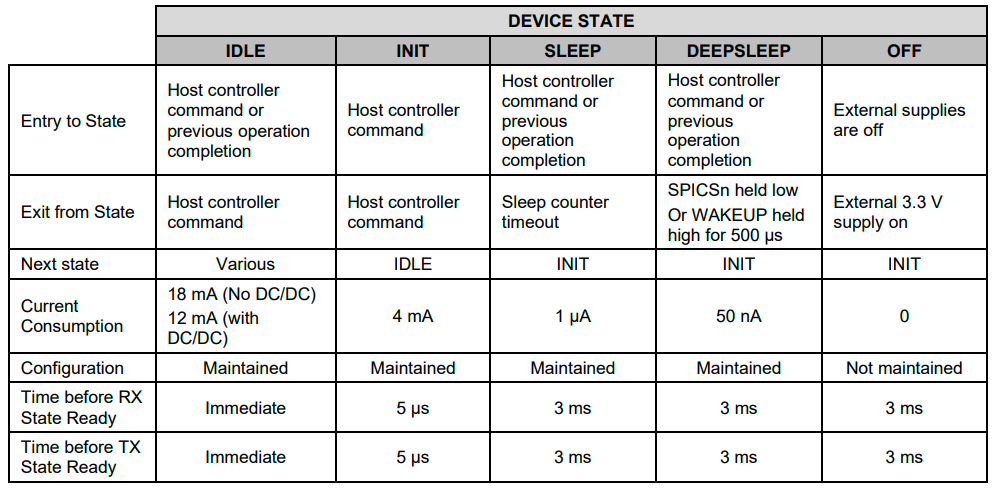 DEVICE STATE
IDLE INIT SLEEP DEEPSLEEP OFF
Entry to State
Host controller
command or
previous operation
completion
Host controller
command
Host controller
command or
previous
operation
completion
Host controller
command or
previous
operation
completion
External supplies
are off
Exit from State
Host controller
command
Host controller
command
Sleep counter
timeout
SPICSn held low
Or WAKEUP held
high for 500 µs
External 3.3 V
supply on
Next state Various IDLE INIT INIT INIT
Current
Consumption
18 mA (No DC/DC)
12 mA (with
DC/DC)
4 mA
1 µA
50 nA
0
Configuration Maintained Maintained Maintained Maintained Not maintained
Time before RX
State Ready
Immediate 5 µs 3 ms 3 ms 3 ms
Time before TX
State Ready
Immediate 5 µs 3 ms 3 ms 3 ms